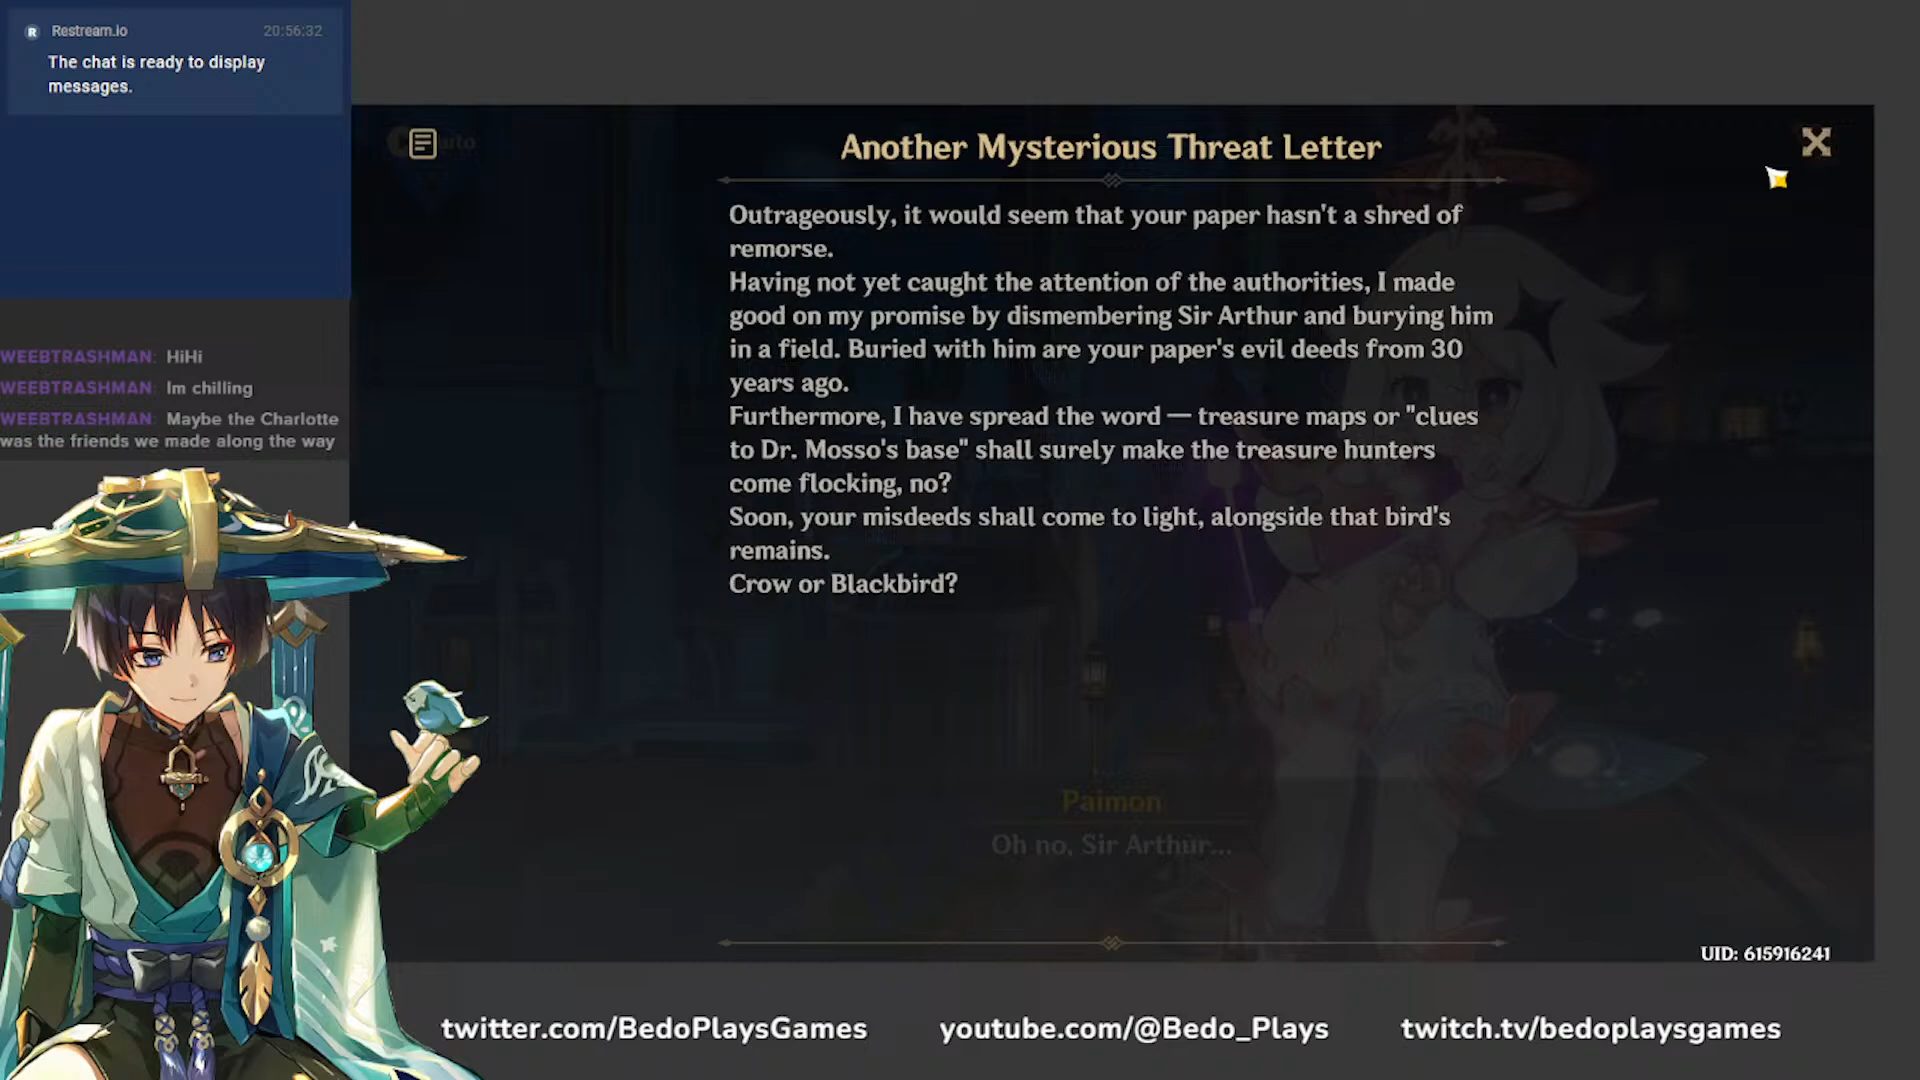 R Restream.io 20:56:32
The chat is ready to display
messages.
WEEBTRASHMAN: HiHi
WEEBTRASHMAN: Im chilling
WEEBTRASHMAN: Maybe the Charlotte
was the friends we made along the way
Another Mysterious Threat Letter
Outrageously, it would seem that your paper hasn't a shred of
remorse.
Having not yet caught the attention of the authorities, I made
good on my promise by dismembering Sir Arthur and burying him
in a field. Buried with him are your paper's evil deeds from 30
years ago.
Furthermore, I have spread the word — treasure maps or "clues
to Dr. Mosso's base" shall surely make the treasure hunters
come flocking, no?
Soon, your misdeeds shall come to light, alongside that bird's
remains.
Crow or Blackbird?
Paimon
Oh no, Sir Arthur...
UID: 615916241
twitter.com/BedoPlaysGames
youtube.com/@Bedo_Plays
twitch.tv/bedoplaysgames